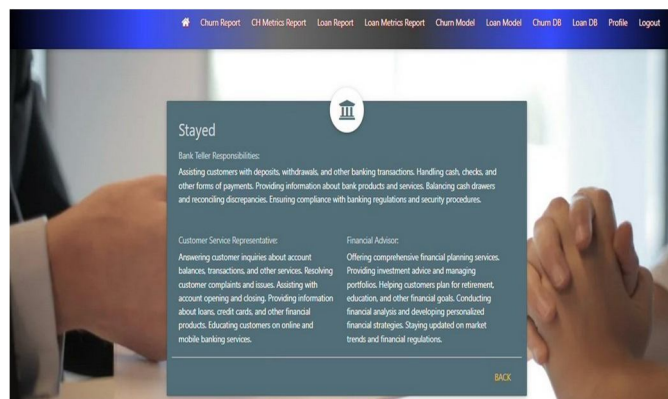 Churn Report CH Metrics Report Loan Report Loan Metrics Report Churn Model Loan Model Churn DB Loan DB Profile Logout
Stayed
Bank Teller Responsibilities:
Assisting customers with deposits, withdrawals, and other banking transactions. Handling cash, checks, and
other forms of payments. Providing information about bank products and services. Balancing cash drawers
and reconciling discrepancies. Ensuring compliance with banking regulations and security procedures.
Customer Service Representative:
Answering customer inquiries about account
balances, transactions, and other services. Resolving
customer complaints and issues. Assisting with
account opening and closing. Providing information
about loans, credit cards, and other financial
products. Educating customers on online and
mobile banking services.
Financial Advisor:
Offering comprehensive financial planning services.
Providing investment advice and managing
portfolios. Helping customers plan for retirement,
education, and other financial goals. Conducting
financial analysis and developing personalized
financial strategies. Staying updated on market
trends and financial regulations.
BACK